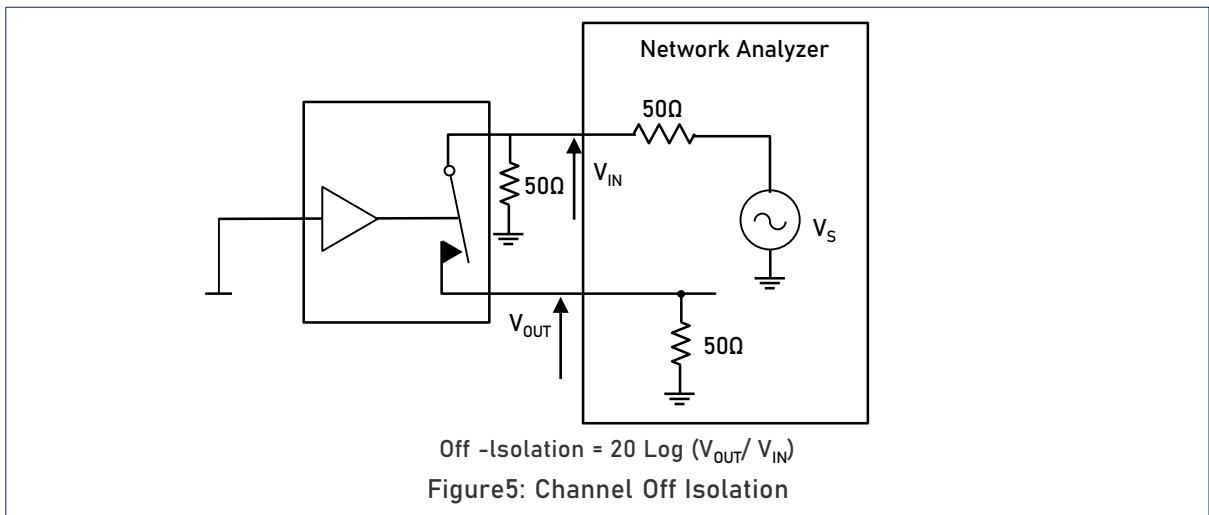 Network Analyzer
50Ω
50Ω
V_IN
V_S
V_OUT
50Ω
Off -Isolation = 20 Log (V_OUT/ V_IN)
Figure5: Channel Off Isolation